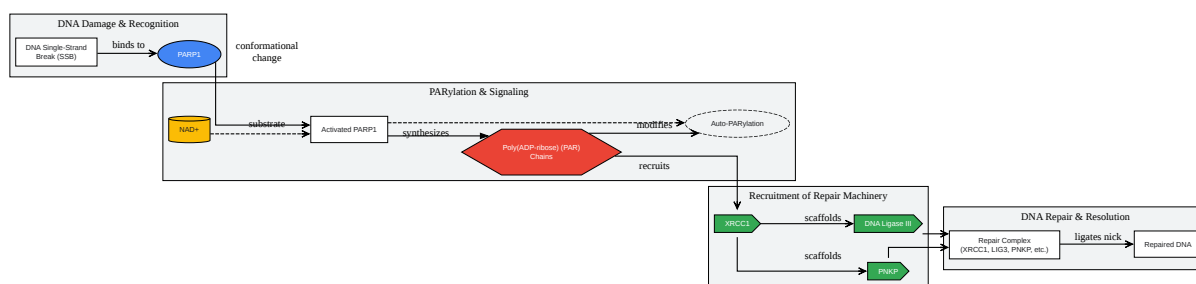 DNA Damage & Recognition
DNA Single-Strand
Break (SSB)
binds to
PARP1
conformational
change
PARylation & Signaling
NAD+
substrate
Activated PARP1
synthesizes
Poly(ADP-ribose) (PAR)
Chains
modifies
Auto-PARylation
recruits
Recruitment of Repair Machinery
XRCC1
scaffolds
DNA Ligase III
scaffolds
PNKP
DNA Repair & Resolution
Repair Complex
(XRCC1, LIG3, PNKP, etc.)
ligates nick
Repaired DNA